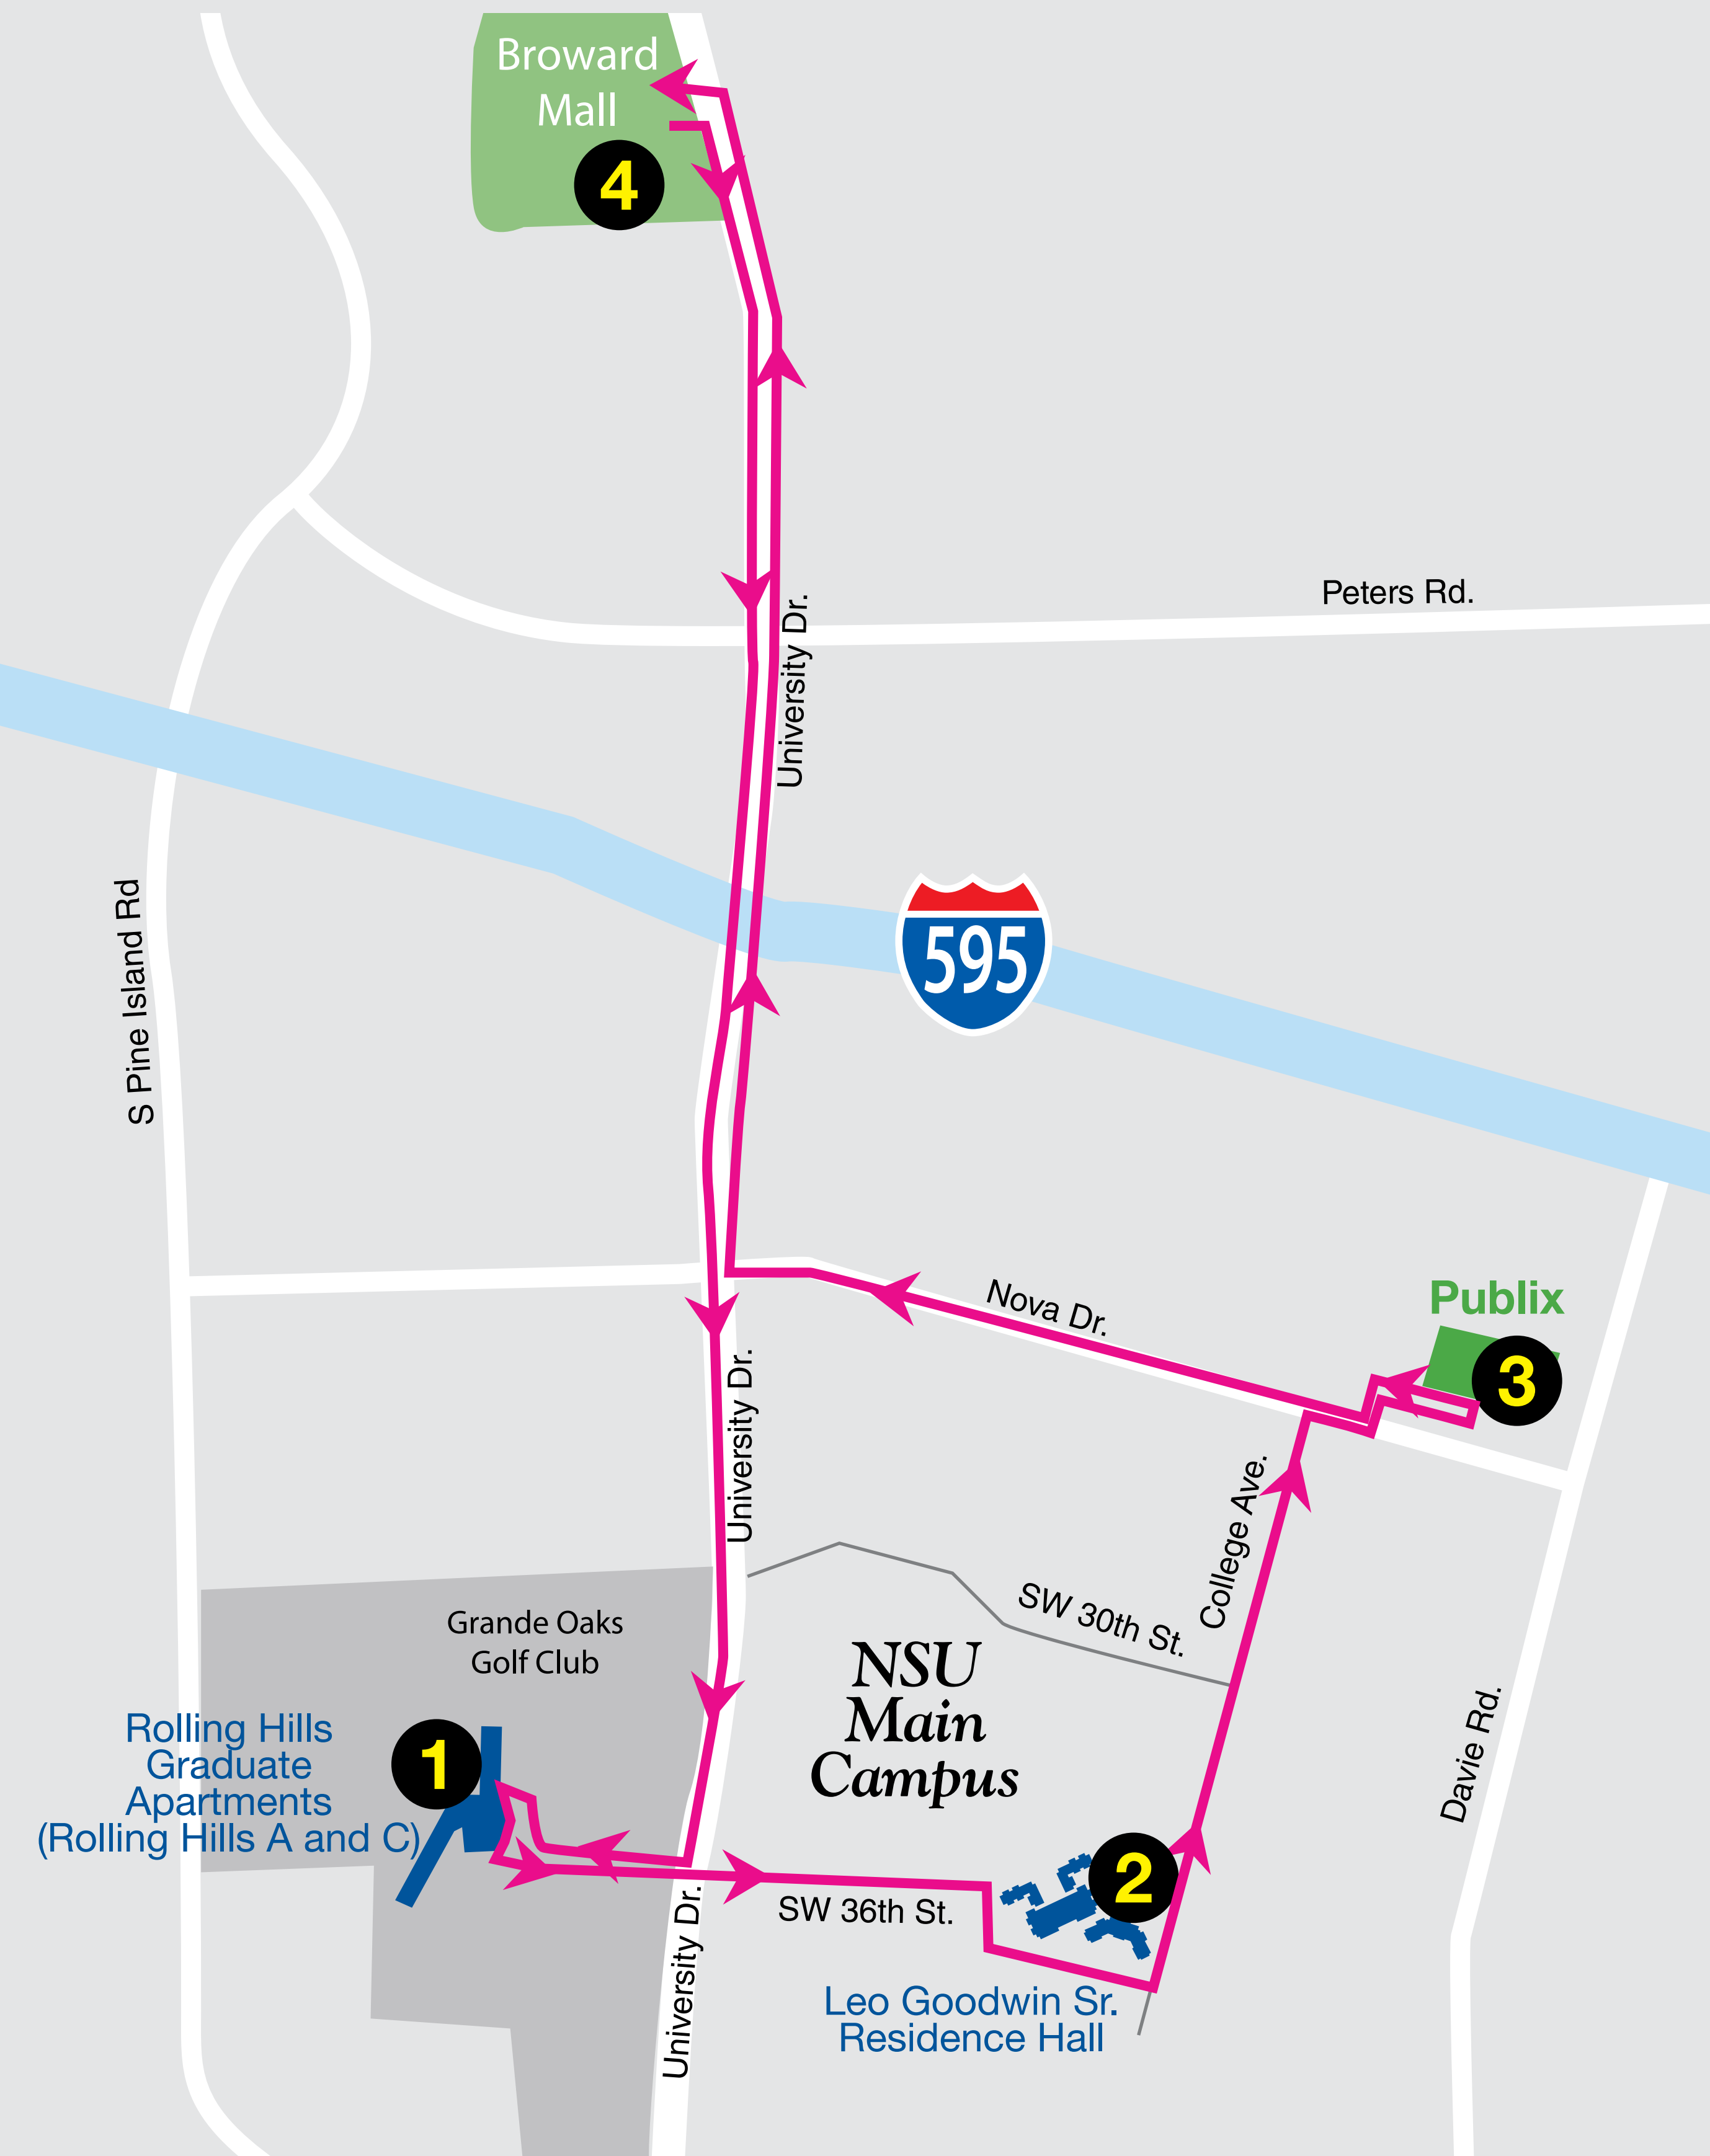 Broward
Mall
4
Peters Rd.
University Dr.
595
S Pine Island Rd
Nova Dr.
Publix
3
University Dr.
College Ave.
SW 30th St.
Grande Oaks
Golf Club
NSU
Main
Campus
Rolling Hills
Graduate
Apartments
(Rolling Hills A and C)
1
Davie Rd.
2
SW 36th St.
University Dr.
Leo Goodwin Sr.
Residence Hall